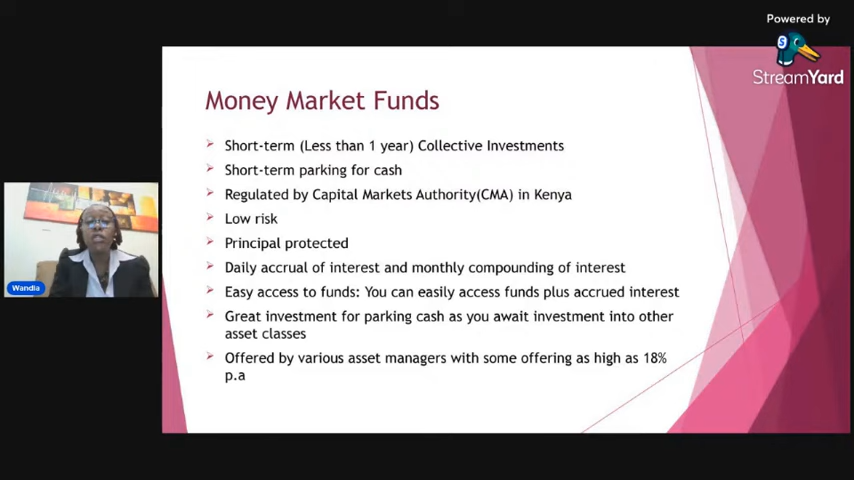 Powered by
StreamYard
Money Market Funds
Short-term (Less than 1 year) Collective Investments
Short-term parking for cash
Regulated by Capital Markets Authority(CMA) in Kenya
Low risk
Principal protected
Daily accrual of interest and monthly compounding of interest
Easy access to funds: You can easily access funds plus accrued interest
Great investment for parking cash as you await investment into other
asset classes
Offered by various asset managers with some offering as high as 18%
p.a
Wandia